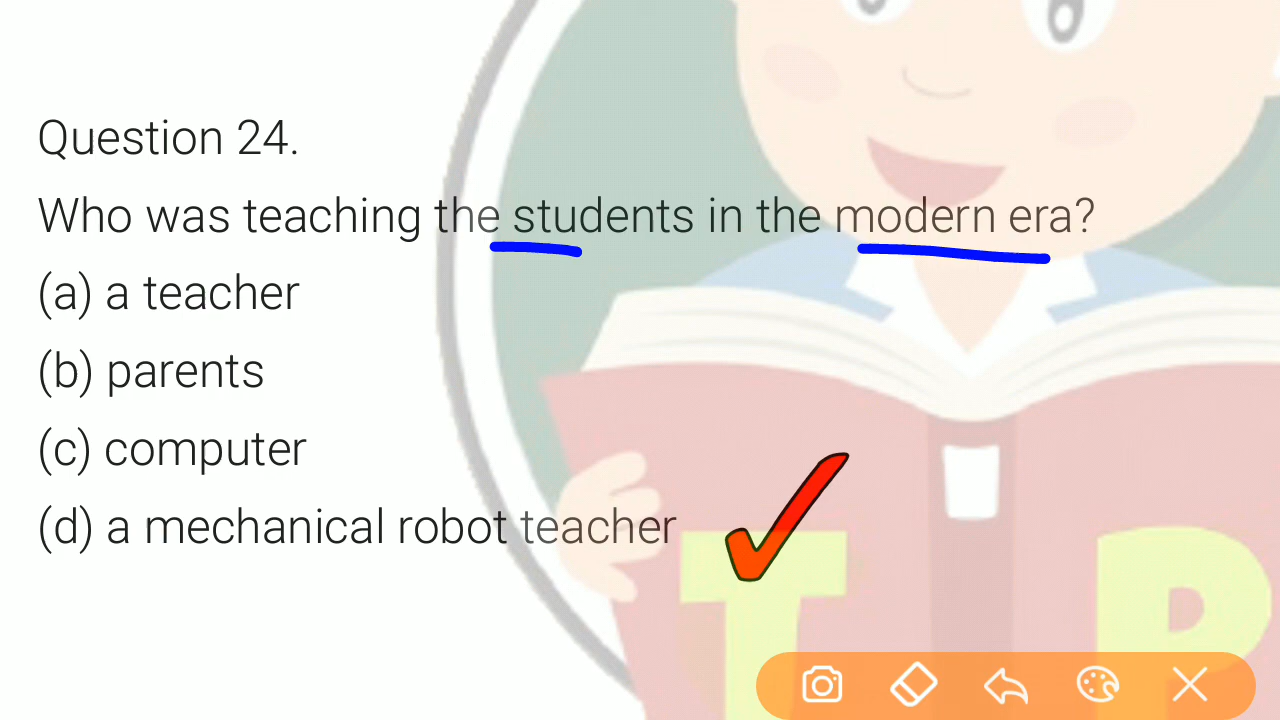 Question 24.
Who was teaching the students in the modern era?
(a) a teacher
(b) parents
(c) computer
(d) a mechanical robot teacher
T R